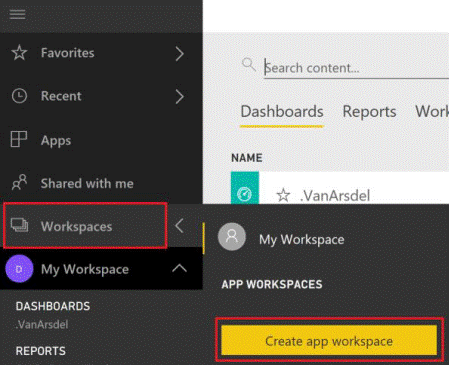 Favorites
Recent
Apps
Shared with me
Workspaces
D
My Workspace
DASHBOARDS
.VanArsdel
REPORTS
Search content...
Dashboards Reports Work
NAME
.VanArsdel
My Workspace
APP WORKSPACES
Create app workspace